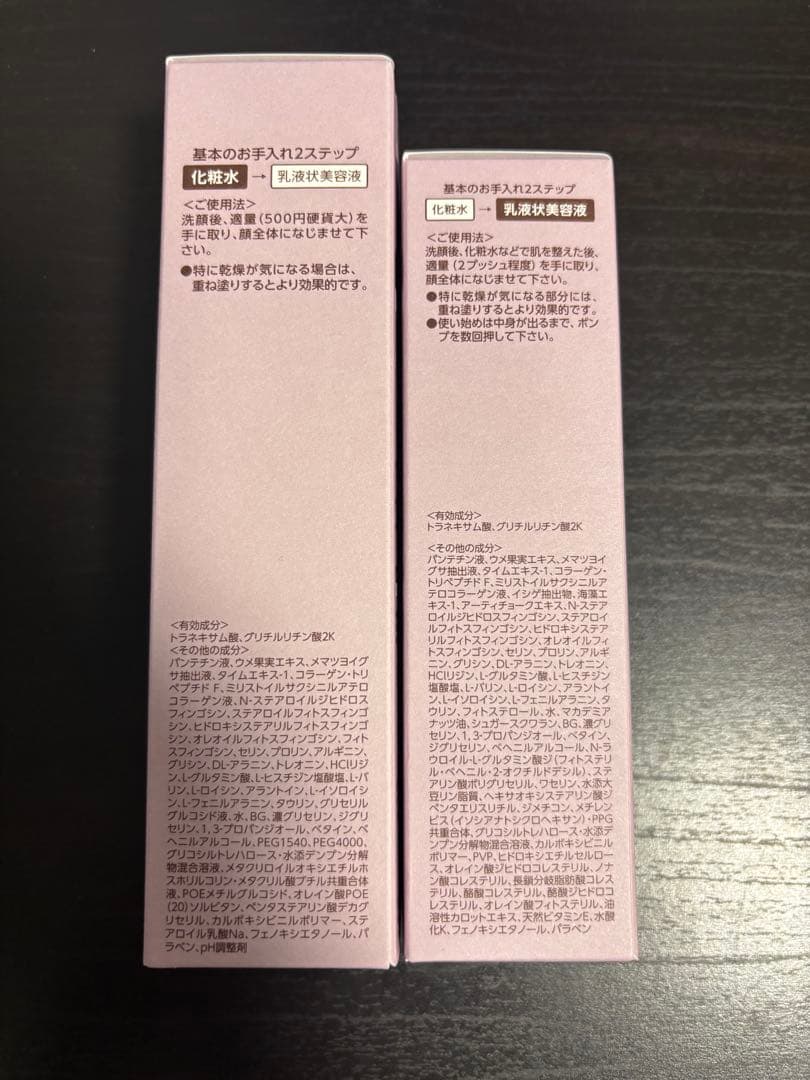 基本のお手入れ2ステップ
化粧水→乳液状美容液
＜ご使用法＞
洗顔後、適量（500円硬貨大）を
手に取り、顔全体になじませて下
さい。
●特に乾燥が気になる場合は、
重ね塗りするとより効果的です。
＜有効成分＞
トラネキサム酸、グリチルリチン酸2K
＜その他の成分＞
パンテチン液、ウメ果実エキス、メマツヨイグ
サ抽出液、タイムエキス-1、コラーゲン・トリ
ペプチド F、ミリストイルサクシニルアテロ
コラーゲン液、N-ステアロイルジヒドロス
フィンゴシン、ステアロイルフィトスフィンゴ
シン、ヒドロキシステアリルフィトスフィンゴ
シン、オレオイルフィトスフィンゴシン、フィト
スフィンゴシン、セリン、プロリン、アルギニン、
グリシン、DL-アラニン、トレオニン、HClリジ
ン、L-グルタミン酸、L-ヒスチジン塩酸塩、L-バ
リン、L-ロイシン、アラントイン、L-イソロイシ
ン、L-フェニルアラニン、タウリン、グリセリル
グルコシド液、水、BG、濃グリセリン、ジグリ
セリン、1,3-プロパンジオール、ベタイン、ベ
ヘニルアルコール、PEG1540、PEG4000、
グリコシルトレハロース・水添デンプン分解
物混合溶液、メタクリロイルオキシエチルホ
スホリルコリン・メタクリル酸ブチル共重合体
液、POEメチルグルコシド、オレイン酸POE
(20)ソルビタン、ペンタステアリン酸デカグ
リセリル、カルボキシビニルポリマー、ステ
アロイル乳酸Na、フェノキシエタノール、パ
ラベン、pH調整剤
基本のお手入れ2ステップ
化粧水→乳液状美容液
＜ご使用法＞
洗顔後、化粧水などで肌を整えた後、
適量（2プッシュ程度）を手に取り、
顔全体になじませて下さい。
●特に乾燥が気になる部分には、
重ね塗りするとより効果的です。
●使い始めは中身が出るまで、ポン
プを数回押して下さい。
＜有効成分＞
トラネキサム酸、グリチルリチン酸2K
＜その他の成分＞
パンテチン液、ウメ果実エキス、メマツヨイ
グサ抽出液、タイムエキス-1、コラーゲン・
トリペプチド F、ミリストイルサクシニルア
テロコラーゲン液、イシゲ抽出物、海藻エ
キス-1、アーティチョークエキス、N-ステア
ロイルジヒドロスフィンゴシン、ステアロイ
ルフィトスフィンゴシン、ヒドロキシステア
リルフィトスフィンゴシン、オレオイルフィ
トスフィンゴシン、セリン、プロリン、アルギ
ニン、グリシン、DL-アラニン、トレオニン、
HClリジン、L-グルタミン酸、L-ヒスチジン
塩酸塩、L-バリン、L-ロイシン、アラントイ
ン、L-イソロイシン、L-フェニルアラニン、タ
ウリン、フィトステロール、水、マカデミア
ナッツ油、シュガースクワラン、BG、濃グリ
セリン、1,3-プロパンジオール、ベタイン、
ジグリセリン、ベヘニルアルコール、N-ラ
ウロイル-L-グルタミン酸ジ（フィトステリ
ル・ベヘニル・2-オクチルドデシル）、ステ
アリン酸ポリグリセリル、ワセリン、水添大
豆リン脂質、ヘキサオキシステアリン酸ジ
ペンタエリスリチル、ジメチコン、メチレン
ビス（イソシアナトシクロヘキサン）・PPG
共重合体、グリコシルトレハロース・水添デ
ンプン分解物混合溶液、カルボキシビニル
ポリマー、PVP、ヒドロキシエチルセルロー
ス、オレイン酸ジヒドロコレステリル、ノナ
ン酸コレステリル、長鎖分岐脂肪酸コレス
テリル、酪酸コレステリル、酪酸ジヒドロコ
レステリル、オレイン酸フィトステリル、油
溶性カロットエキス、天然ビタミンE、水酸
化K、フェノキシエタノール、パラベン